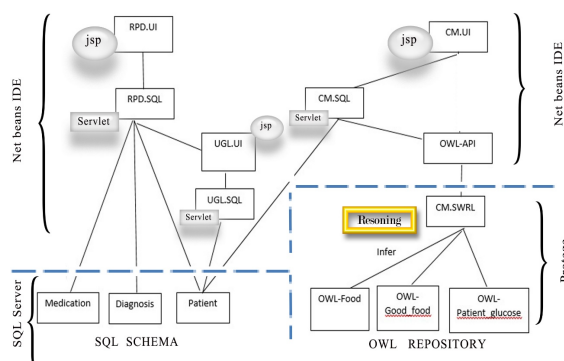 jsp
RPD.UI
jsp
CM.UI
Net beans IDE
Net beans IDE
RPD.SQL
Servlet
CM.SQL
Servlet
jsp
UGL.UI
OWL-API
UGL.SQL
Servlet
CM.SWRL
Resoning
Infer
SQL Server
Medication
Diagnosis
Patient
OWL-Food
OWL-
Good_food
OWL-
Patient_glucose
SQL SCHEMA
OWL REPOSITORY